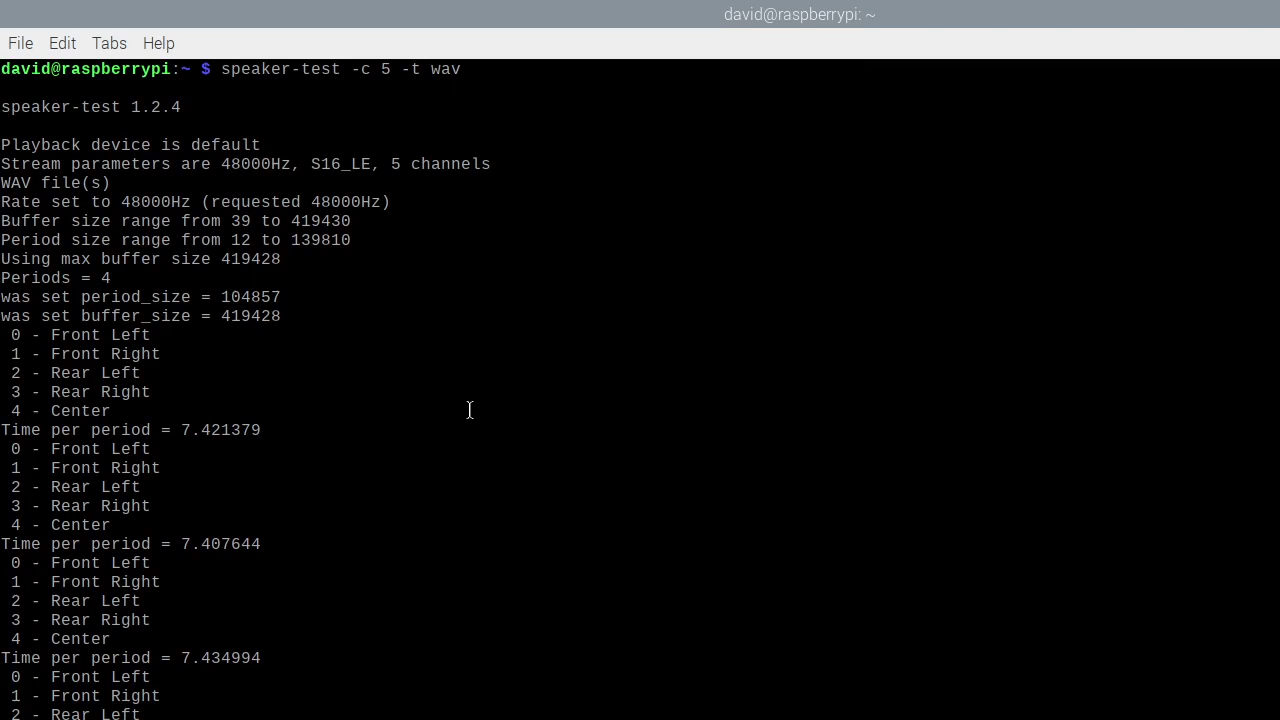 david@raspberrypi: ~
File Edit Tabs Help
david@raspberrypi:~ $ speaker-test -c 5 -t wav
speaker-test 1.2.4
Playback device is default
Stream parameters are 48000Hz, S16_LE, 5 channels
WAV file(s)
Rate set to 48000Hz (requested 48000Hz)
Buffer size range from 39 to 419430
Period size range from 12 to 139810
Using max buffer size 419428
Periods = 4
was set period_size = 104857
was set buffer_size = 419428
0 - Front Left
1 - Front Right
2 - Rear Left
3 - Rear Right
4 - Center
Time per period = 7.421379
0 - Front Left
1 - Front Right
2 - Rear Left
3 - Rear Right
4 - Center
Time per period = 7.407644
0 - Front Left
1 - Front Right
2 - Rear Left
3 - Rear Right
4 - Center
Time per period = 7.434994
0 - Front Left
1 - Front Right
2 - Rear Left